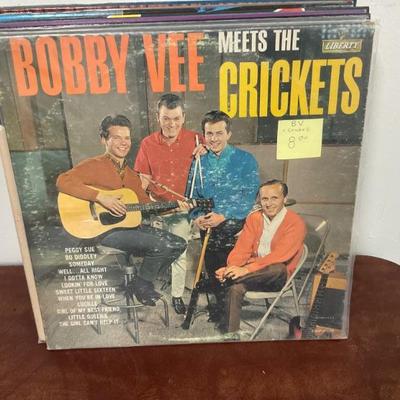 BOBBY VEE
MEETS THE
CRICKETS
LIBERTY
BV
8
PEGGY SUE
BO DIDDLEY
SOMEDAY
WELL... ALL RIGHT
I GOTTA KNOW
LOOKIN' FOR LOVE
SWEET LITTLE SIXTEEN
WHEN YOU'RE IN LOVE
LUCILLE
GIRL OF MY BEST FRIEND
LITTLE QUEENIE
THE GIRL CAN'T HELP IT